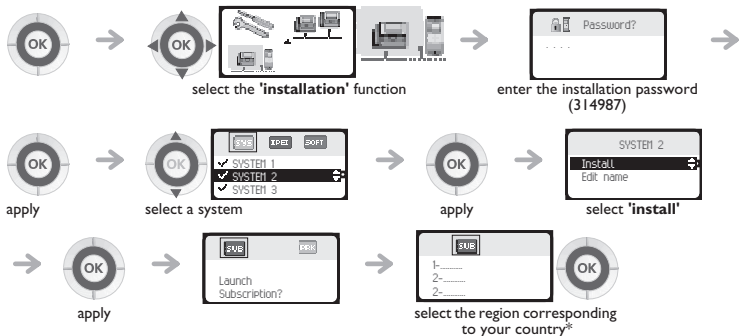 OK
OK
Password?
. . . .
select the 'installation' function
enter the installation password
(314987)
OK
OK
SYS IPEI SOFT
SYSTEM 1
SYSTEM 2
SYSTEM 3
OK
SYSTEM 2
Install
Edit name
apply
select a system
apply
select 'install'
OK
SUB PRK
Launch
Subscription?
SUB
1-........
2-........
2-........
OK
apply
select the region corresponding
to your country*